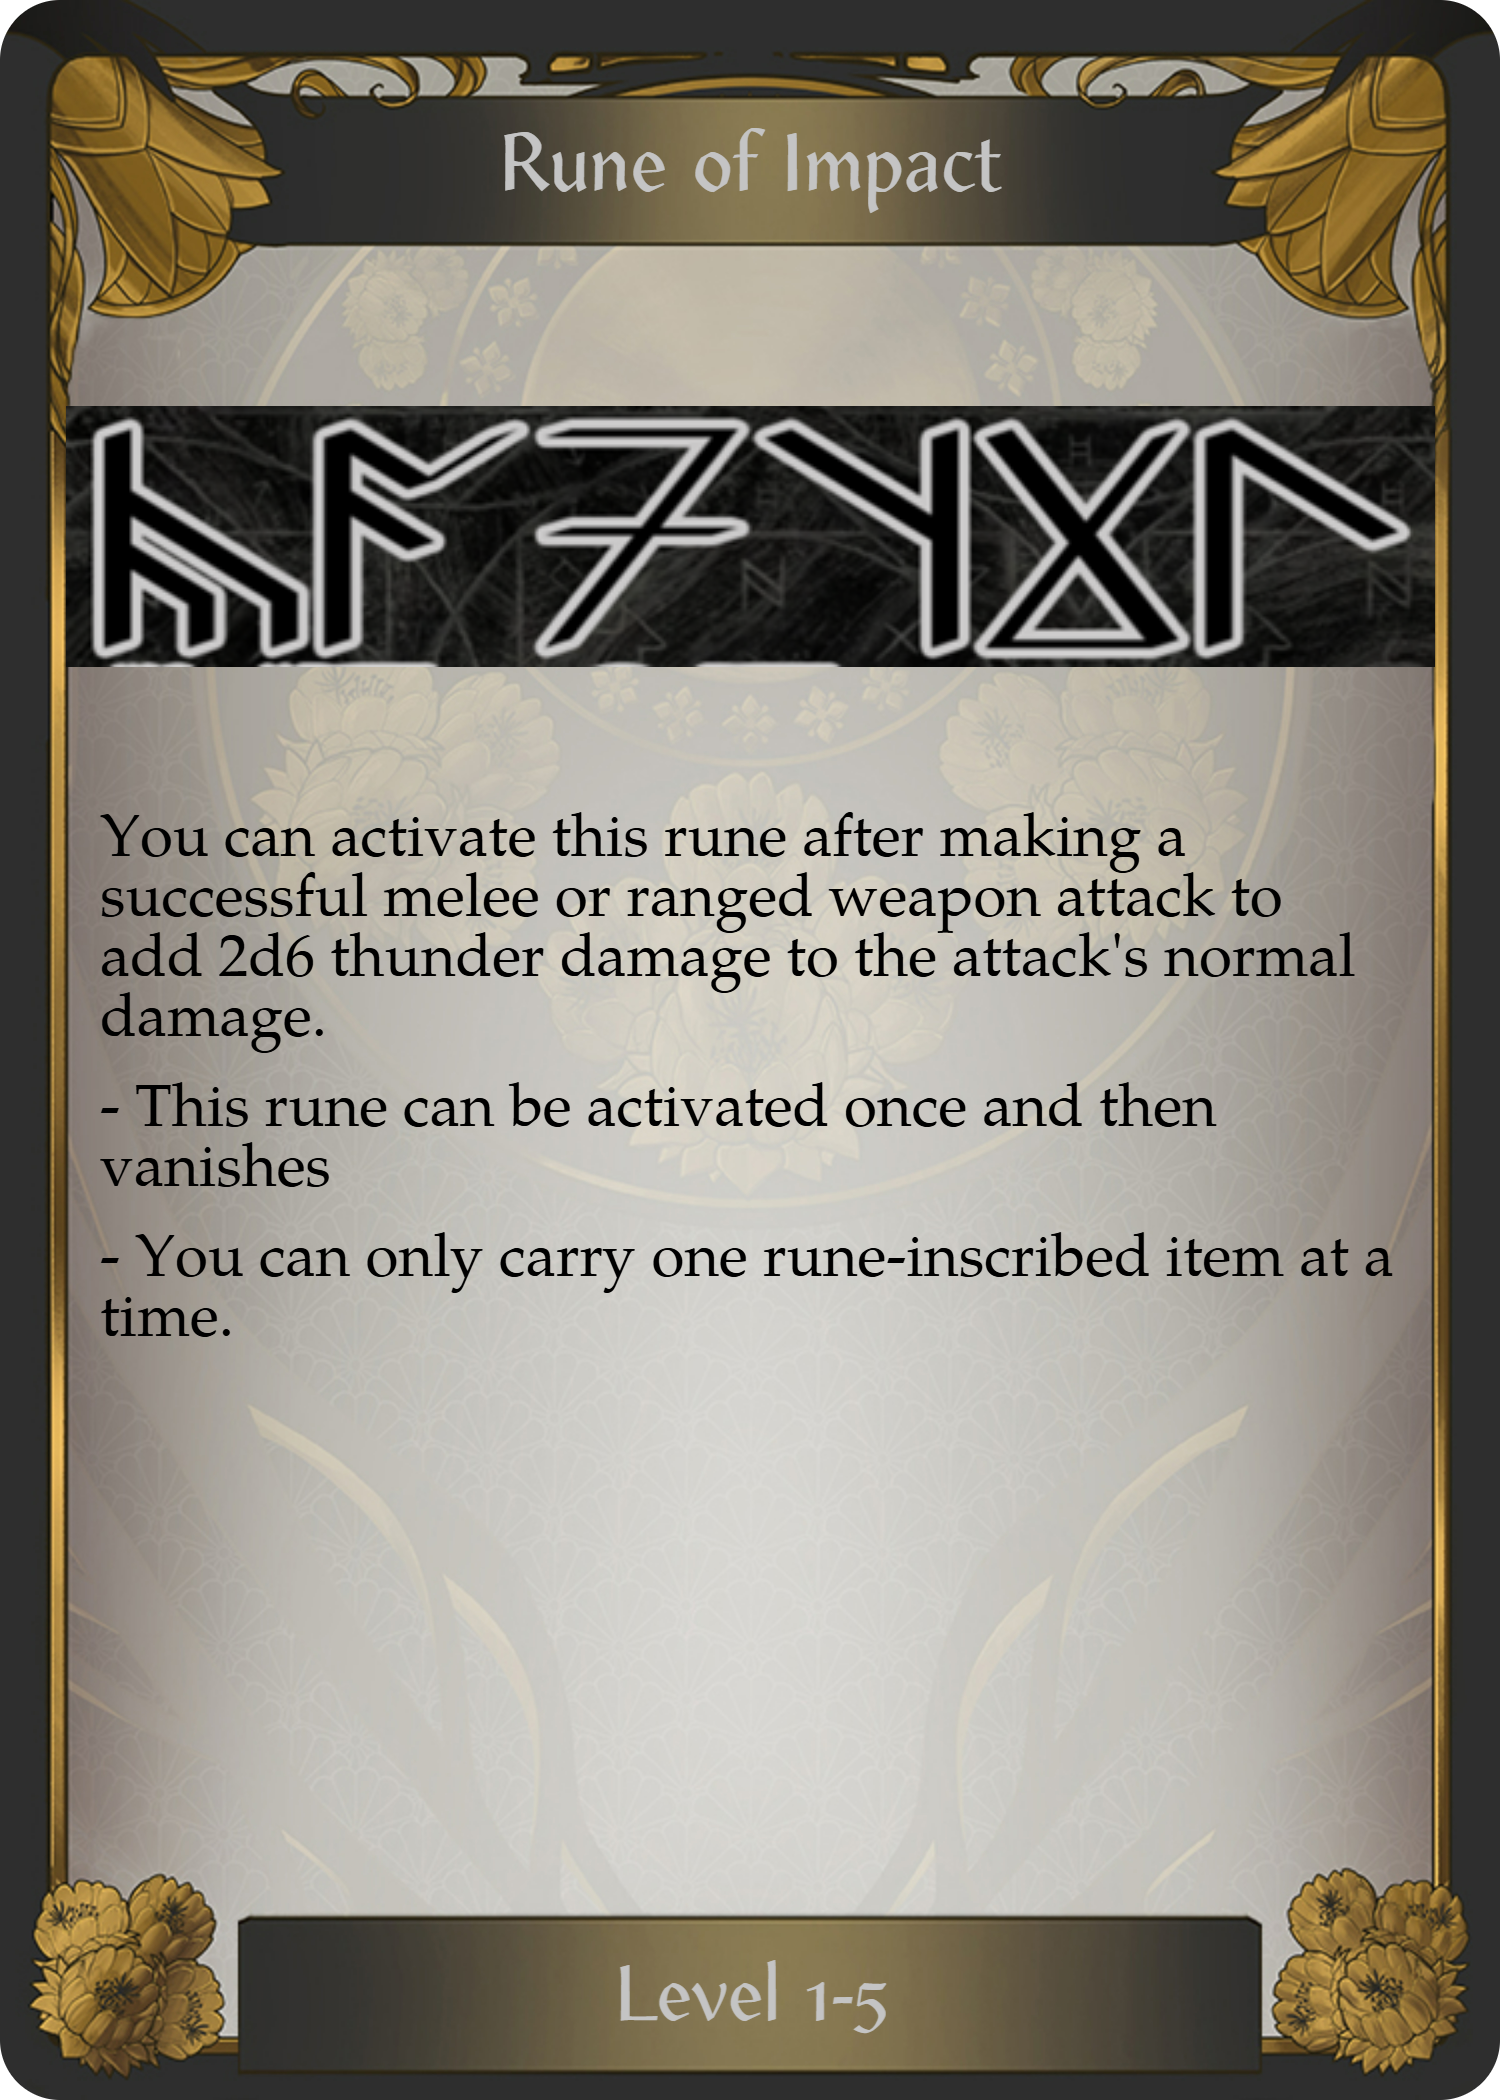 Rune of Impact
You can activate this rune after making a
successful melee or ranged weapon attack to
add 2d6 thunder damage to the attack's normal
damage.
- This rune can be activated once and then
vanishes
- You can only carry one rune-inscribed item at a
time.
Level 1-5